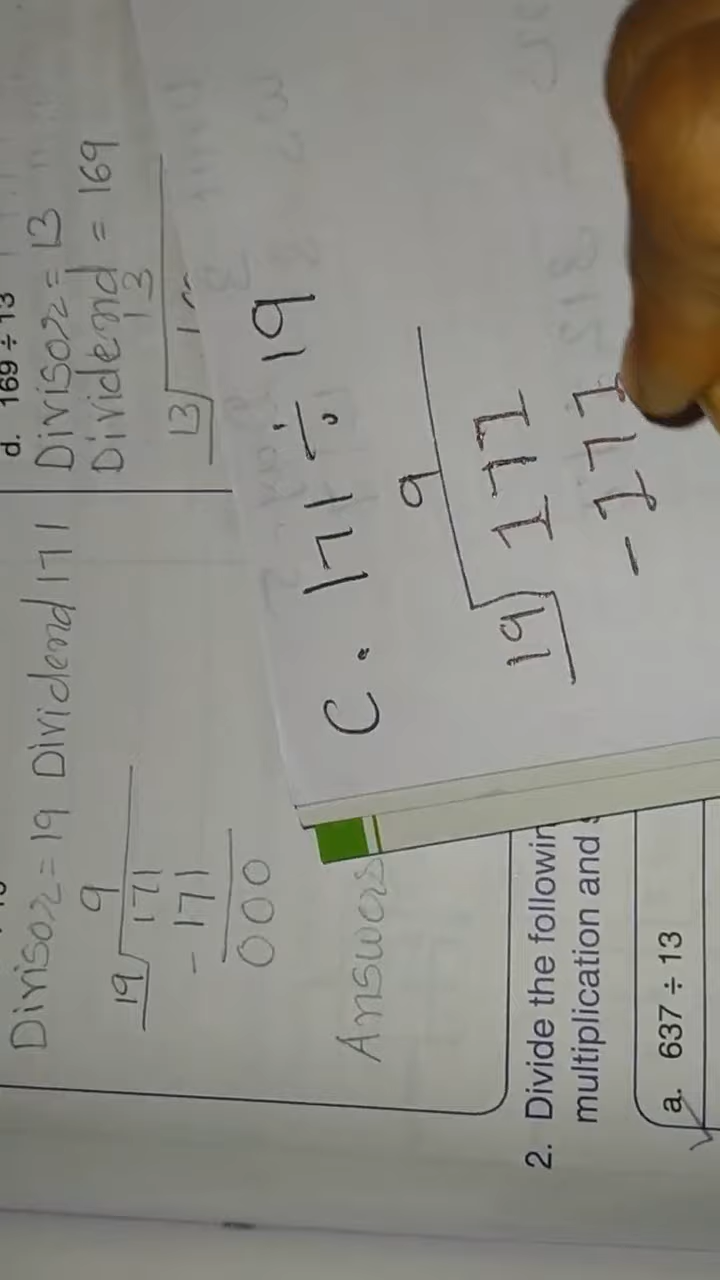 Divisor = 19 Dividend 171
9
19 171
- 171
000
Answers
d. 169 ÷ 13
Divisor = 13
Dividend = 169
13
13 1
C. 171 ÷ 19
9
19 171
- 171
2. Divide the followin
multiplication and
a. 637 ÷ 13